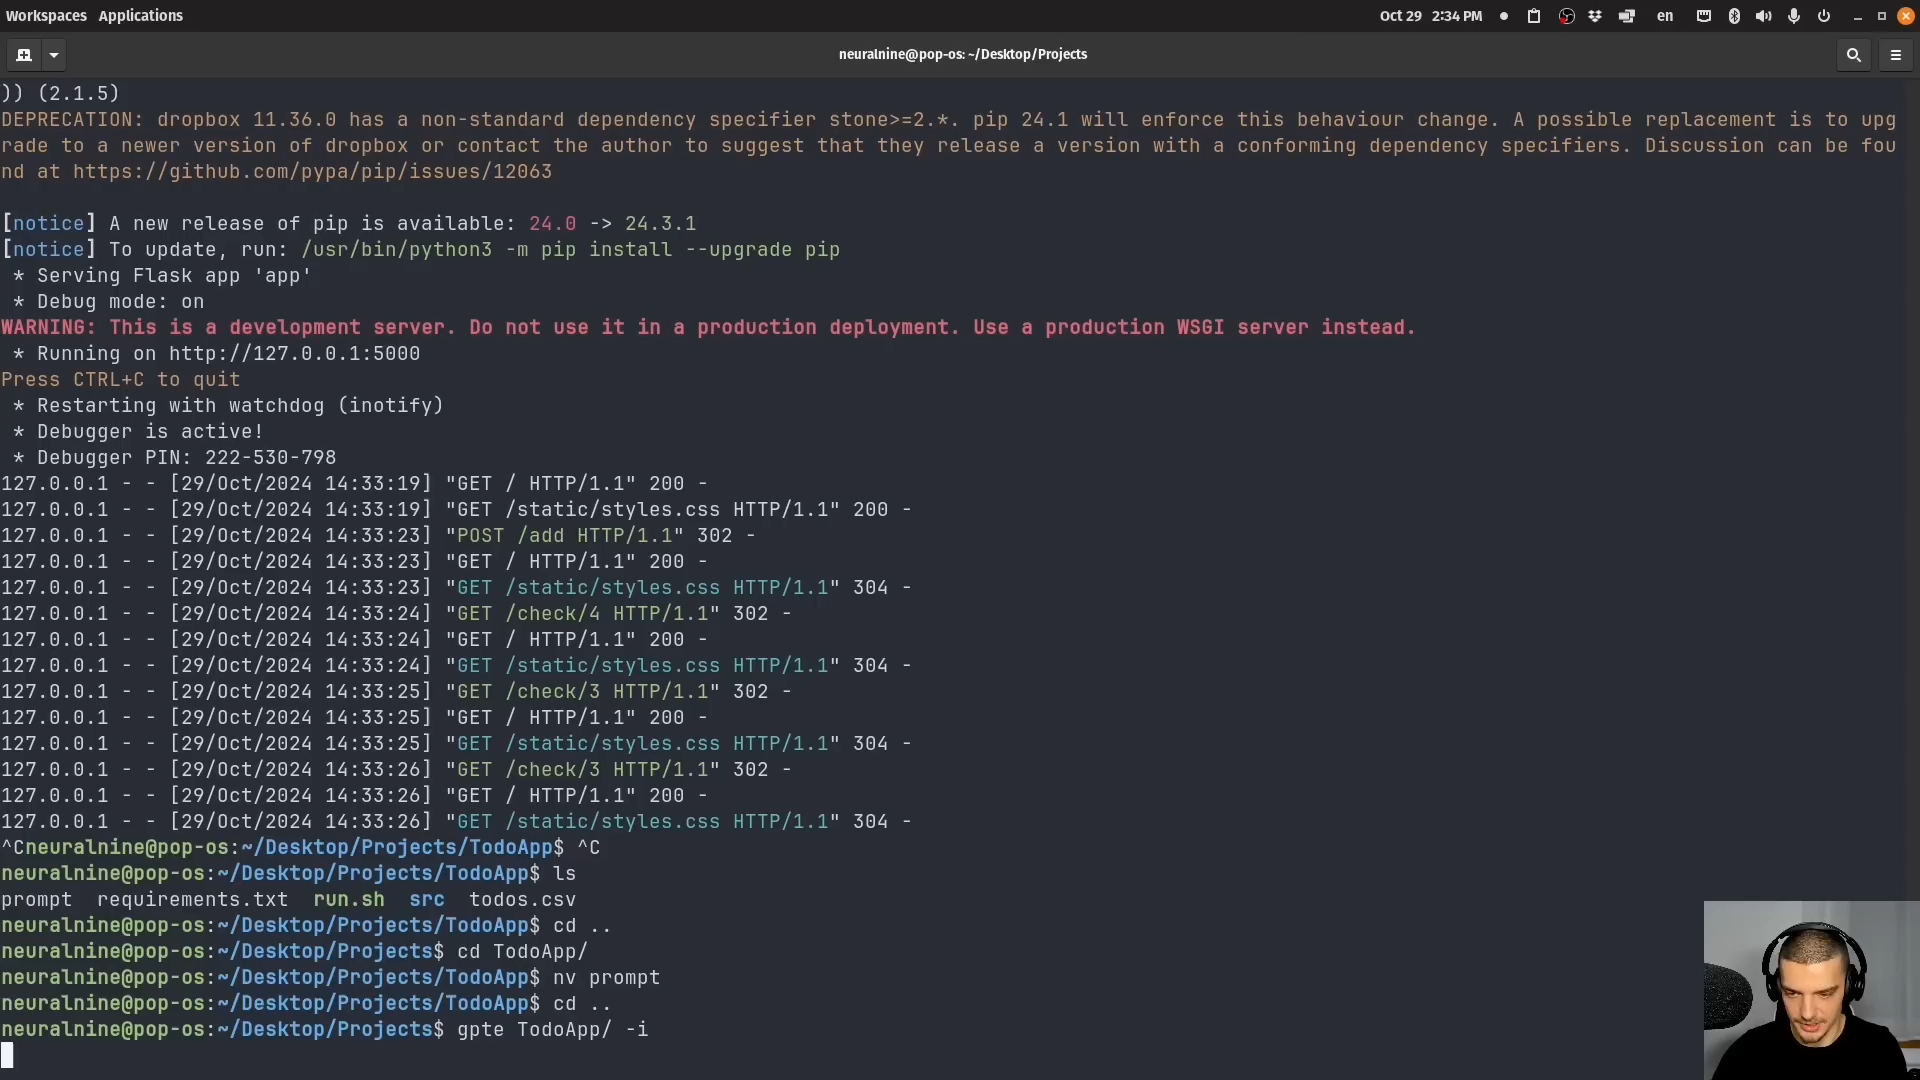 Workspaces Applications
Oct 29 2:34 PM
en
neuralnine@pop-os: ~/Desktop/Projects
)) (2.1.5)
DEPRECATION: dropbox 11.36.0 has a non-standard dependency specifier stone>=2.*. pip 24.1 will enforce this behaviour change. A possible replacement is to upg
rade to a newer version of dropbox or contact the author to suggest that they release a version with a conforming dependency specifiers. Discussion can be fou
nd at https://github.com/pypa/pip/issues/12063
[notice] A new release of pip is available: 24.0 -> 24.3.1
[notice] To update, run: /usr/bin/python3 -m pip install --upgrade pip
 * Serving Flask app 'app'
 * Debug mode: on
WARNING: This is a development server. Do not use it in a production deployment. Use a production WSGI server instead.
 * Running on http://127.0.0.1:5000
Press CTRL+C to quit
 * Restarting with watchdog (inotify)
 * Debugger is active!
 * Debugger PIN: 222-530-798
127.0.0.1 - - [29/Oct/2024 14:33:19] "GET / HTTP/1.1" 200 -
127.0.0.1 - - [29/Oct/2024 14:33:19] "GET /static/styles.css HTTP/1.1" 200 -
127.0.0.1 - - [29/Oct/2024 14:33:23] "POST /add HTTP/1.1" 302 -
127.0.0.1 - - [29/Oct/2024 14:33:23] "GET / HTTP/1.1" 200 -
127.0.0.1 - - [29/Oct/2024 14:33:23] "GET /static/styles.css HTTP/1.1" 304 -
127.0.0.1 - - [29/Oct/2024 14:33:24] "GET /check/4 HTTP/1.1" 302 -
127.0.0.1 - - [29/Oct/2024 14:33:24] "GET / HTTP/1.1" 200 -
127.0.0.1 - - [29/Oct/2024 14:33:24] "GET /static/styles.css HTTP/1.1" 304 -
127.0.0.1 - - [29/Oct/2024 14:33:25] "GET /check/3 HTTP/1.1" 302 -
127.0.0.1 - - [29/Oct/2024 14:33:25] "GET / HTTP/1.1" 200 -
127.0.0.1 - - [29/Oct/2024 14:33:25] "GET /static/styles.css HTTP/1.1" 304 -
127.0.0.1 - - [29/Oct/2024 14:33:26] "GET /check/3 HTTP/1.1" 302 -
127.0.0.1 - - [29/Oct/2024 14:33:26] "GET / HTTP/1.1" 200 -
127.0.0.1 - - [29/Oct/2024 14:33:26] "GET /static/styles.css HTTP/1.1" 304 -
^Cneuralnine@pop-os:~/Desktop/Projects/TodoApp$ ^C
neuralnine@pop-os:~/Desktop/Projects/TodoApp$ ls
prompt  requirements.txt  run.sh  src  todos.csv
neuralnine@pop-os:~/Desktop/Projects/TodoApp$ cd ..
neuralnine@pop-os:~/Desktop/Projects$ cd TodoApp/
neuralnine@pop-os:~/Desktop/Projects/TodoApp$ nv prompt
neuralnine@pop-os:~/Desktop/Projects/TodoApp$ cd ..
neuralnine@pop-os:~/Desktop/Projects$ gpte TodoApp/ -i